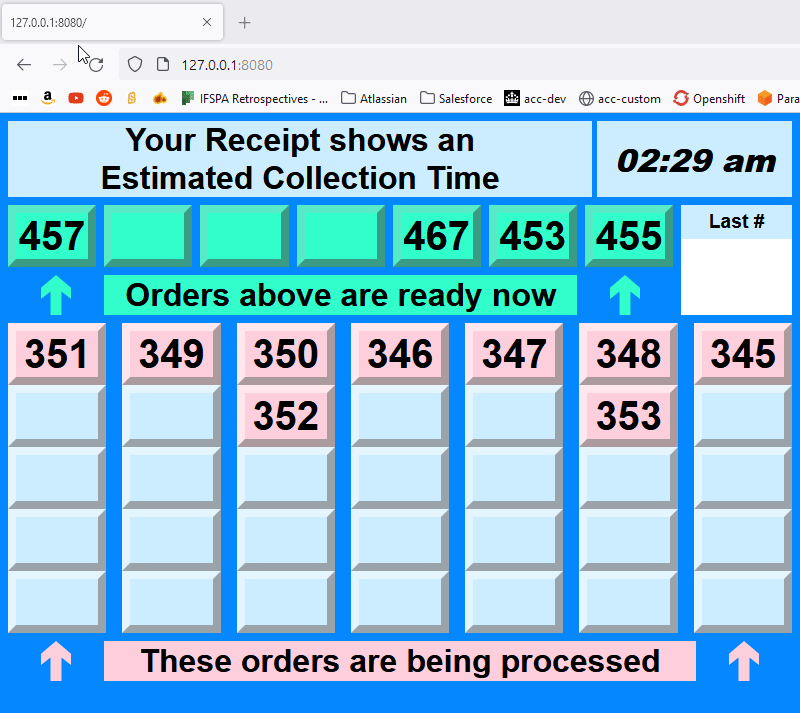 127.0.0.1:8080/
127.0.0.1:8080
IFSPA Retrospectives - ... Atlassian Salesforce acc-dev acc-custom Openshift Para
Your Receipt shows an
Estimated Collection Time
02:29 am
457 467 453 455
Last #
Orders above are ready now
351 349 350 346 347 348 345
352 353
These orders are being processed